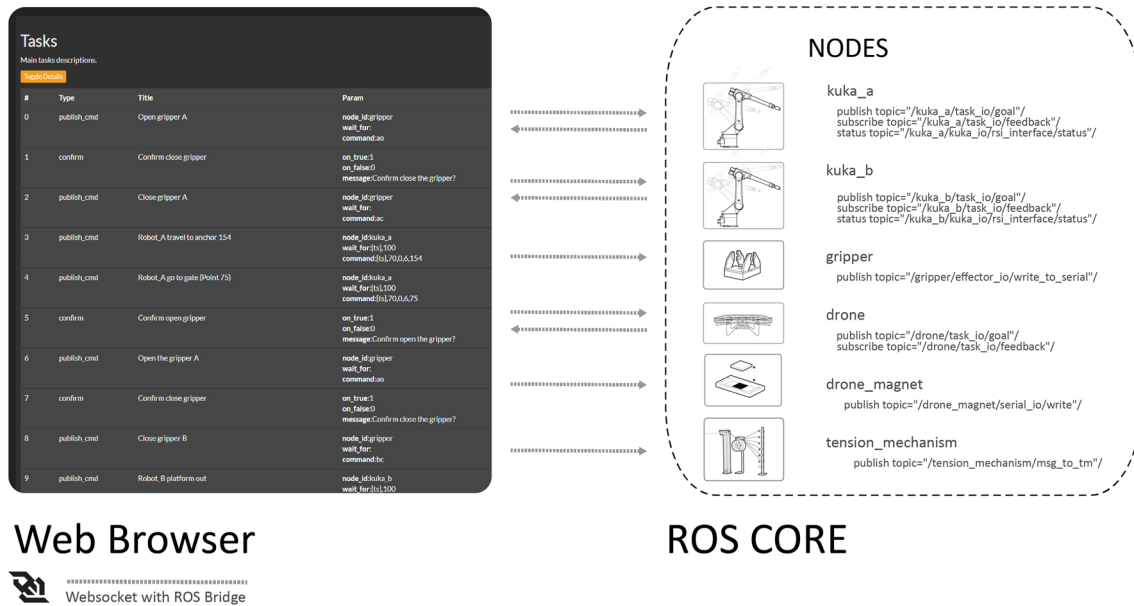 Tasks
Main tasks descriptions.
Toggle Details
# Type Title Param
0 publish_cmd Open gripper A node_id:gripper
wait_for:
command:ao
1 confirm Confirm close gripper on_true:1
on_false:0
message:Confirm close the gripper?
2 publish_cmd Close gripper A node_id:gripper
wait_for:
command:ac
3 publish_cmd Robot_A travel to anchor 154 node_id:kuka_a
wait_for:[ts],100
command:[ts],70,0,6,154
4 publish_cmd Robot_A go to gate (Point 75) node_id:kuka_a
wait_for:[ts],100
command:[ts],70,0,6,75
5 confirm Confirm open gripper on_true:1
on_false:0
message:Confirm open the gripper?
6 publish_cmd Open the gripper A node_id:gripper
wait_for:
command:ao
7 confirm Confirm close gripper on_true:1
on_false:0
message:Confirm close the gripper?
8 publish_cmd Close gripper B node_id:gripper
wait_for:
command:bc
9 publish_cmd Robot_B platform out node_id:kuka_b
wait_for:[ts],100
Web Browser
Websocket with ROS Bridge
NODES
kuka_a
publish topic="/kuka_a/task_io/goal"/
subscribe topic="/kuka_a/task_io/feedback"/
status topic="/kuka_a/kuka_io/rsi_interface/status"/
kuka_b
publish topic="/kuka_b/task_io/goal"/
subscribe topic="/kuka_b/task_io/feedback"/
status topic="/kuka_b/kuka_io/rsi_interface/status"/
gripper
publish topic="/gripper/effector_io/write_to_serial"/
drone
publish topic="/drone/task_io/goal"/
subscribe topic="/drone/task_io/feedback"/
drone_magnet
publish topic="/drone_magnet/serial_io/write"/
tension_mechanism
publish topic="/tension_mechanism/msg_to_tm"/
ROS CORE